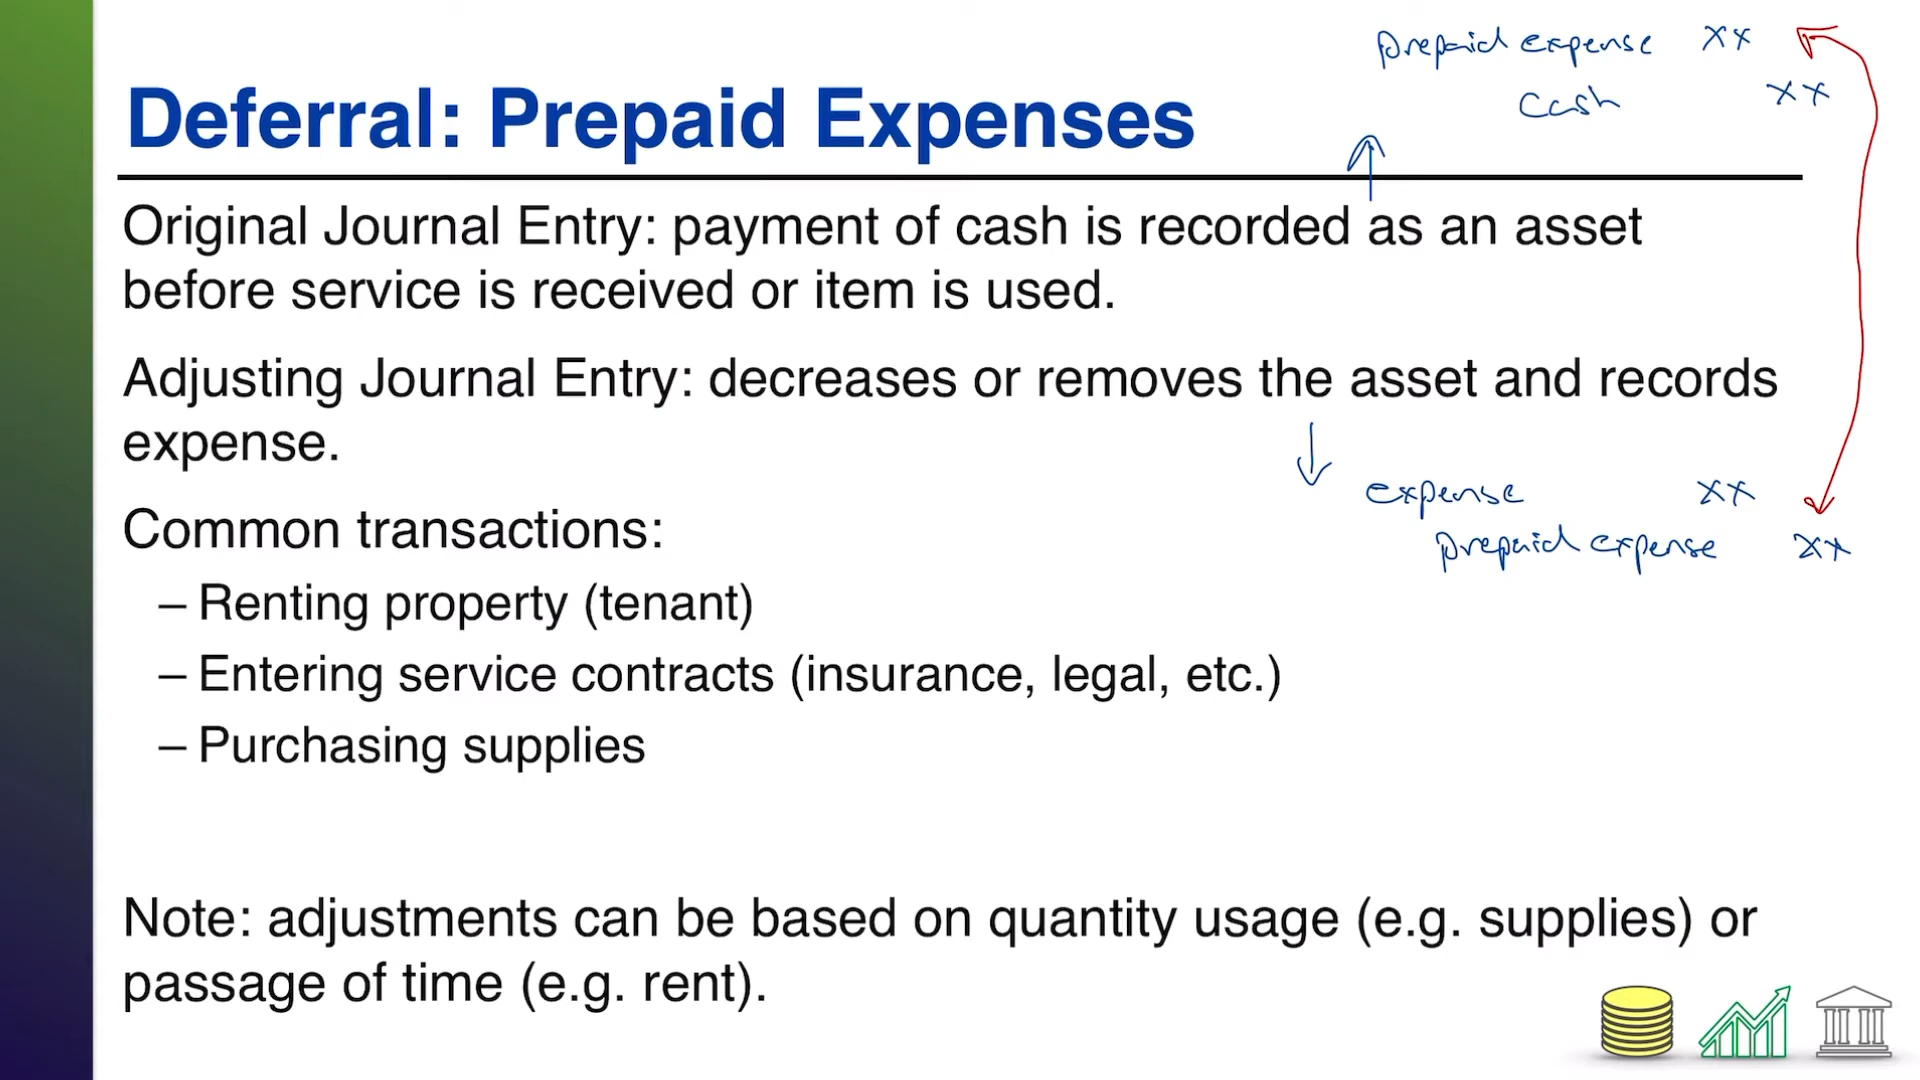 prepaid expense xx
Cash xx
Deferral: Prepaid Expenses
Original Journal Entry: payment of cash is recorded as an asset
before service is received or item is used.
Adjusting Journal Entry: decreases or removes the asset and records
expense.
expense xx
prepaid expense xx
Common transactions:
– Renting property (tenant)
– Entering service contracts (insurance, legal, etc.)
– Purchasing supplies
Note: adjustments can be based on quantity usage (e.g. supplies) or
passage of time (e.g. rent).